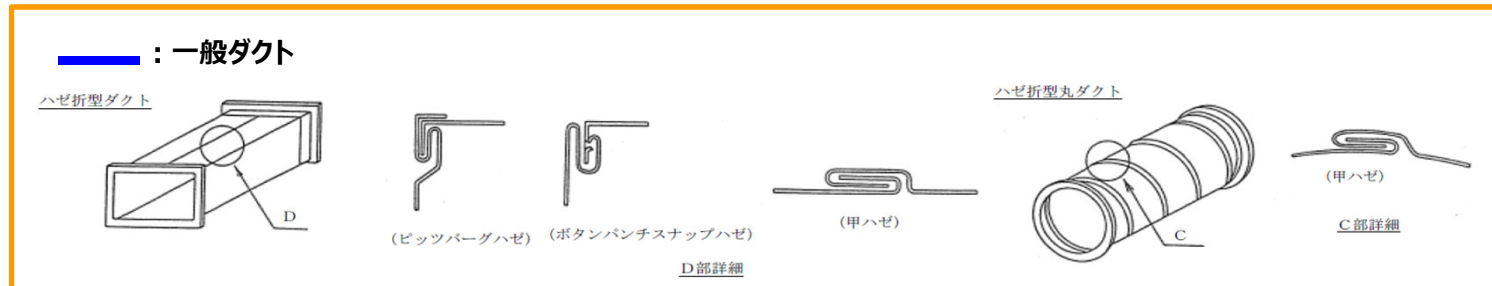 ：一般ダクト
ハゼ折型ダクト
D
(ピッツバーグハゼ)
(ボタンパンチスナップハゼ)
(甲ハゼ)
D部詳細
ハゼ折型丸ダクト
C
(甲ハゼ)
C部詳細